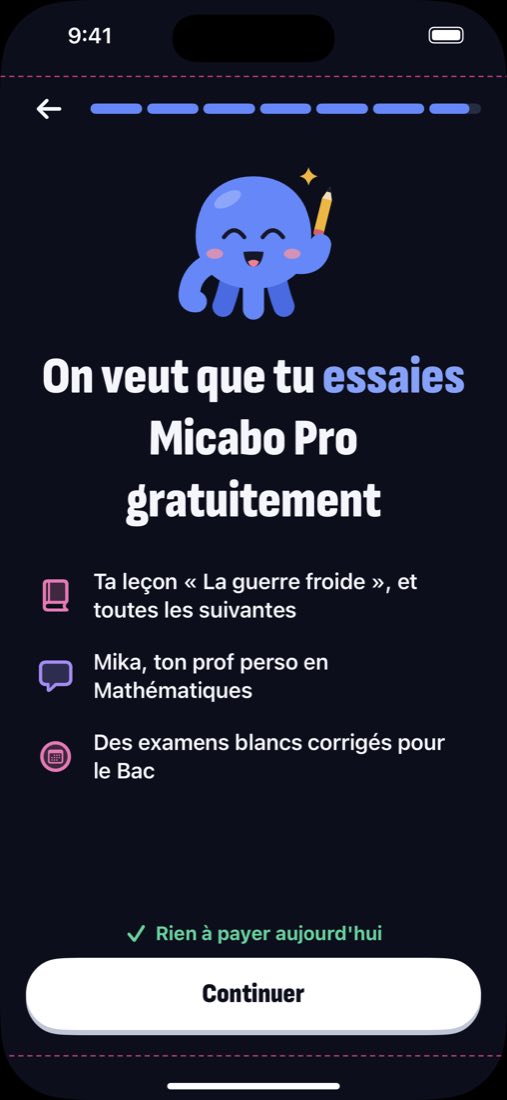 9:41
On veut que tu essaies
Micabo Pro
gratuitement
Ta leçon « La guerre froide », et
toutes les suivantes
Mika, ton prof perso en
Mathématiques
Des examens blancs corrigés pour
le Bac
Rien à payer aujourd'hui
Continuer